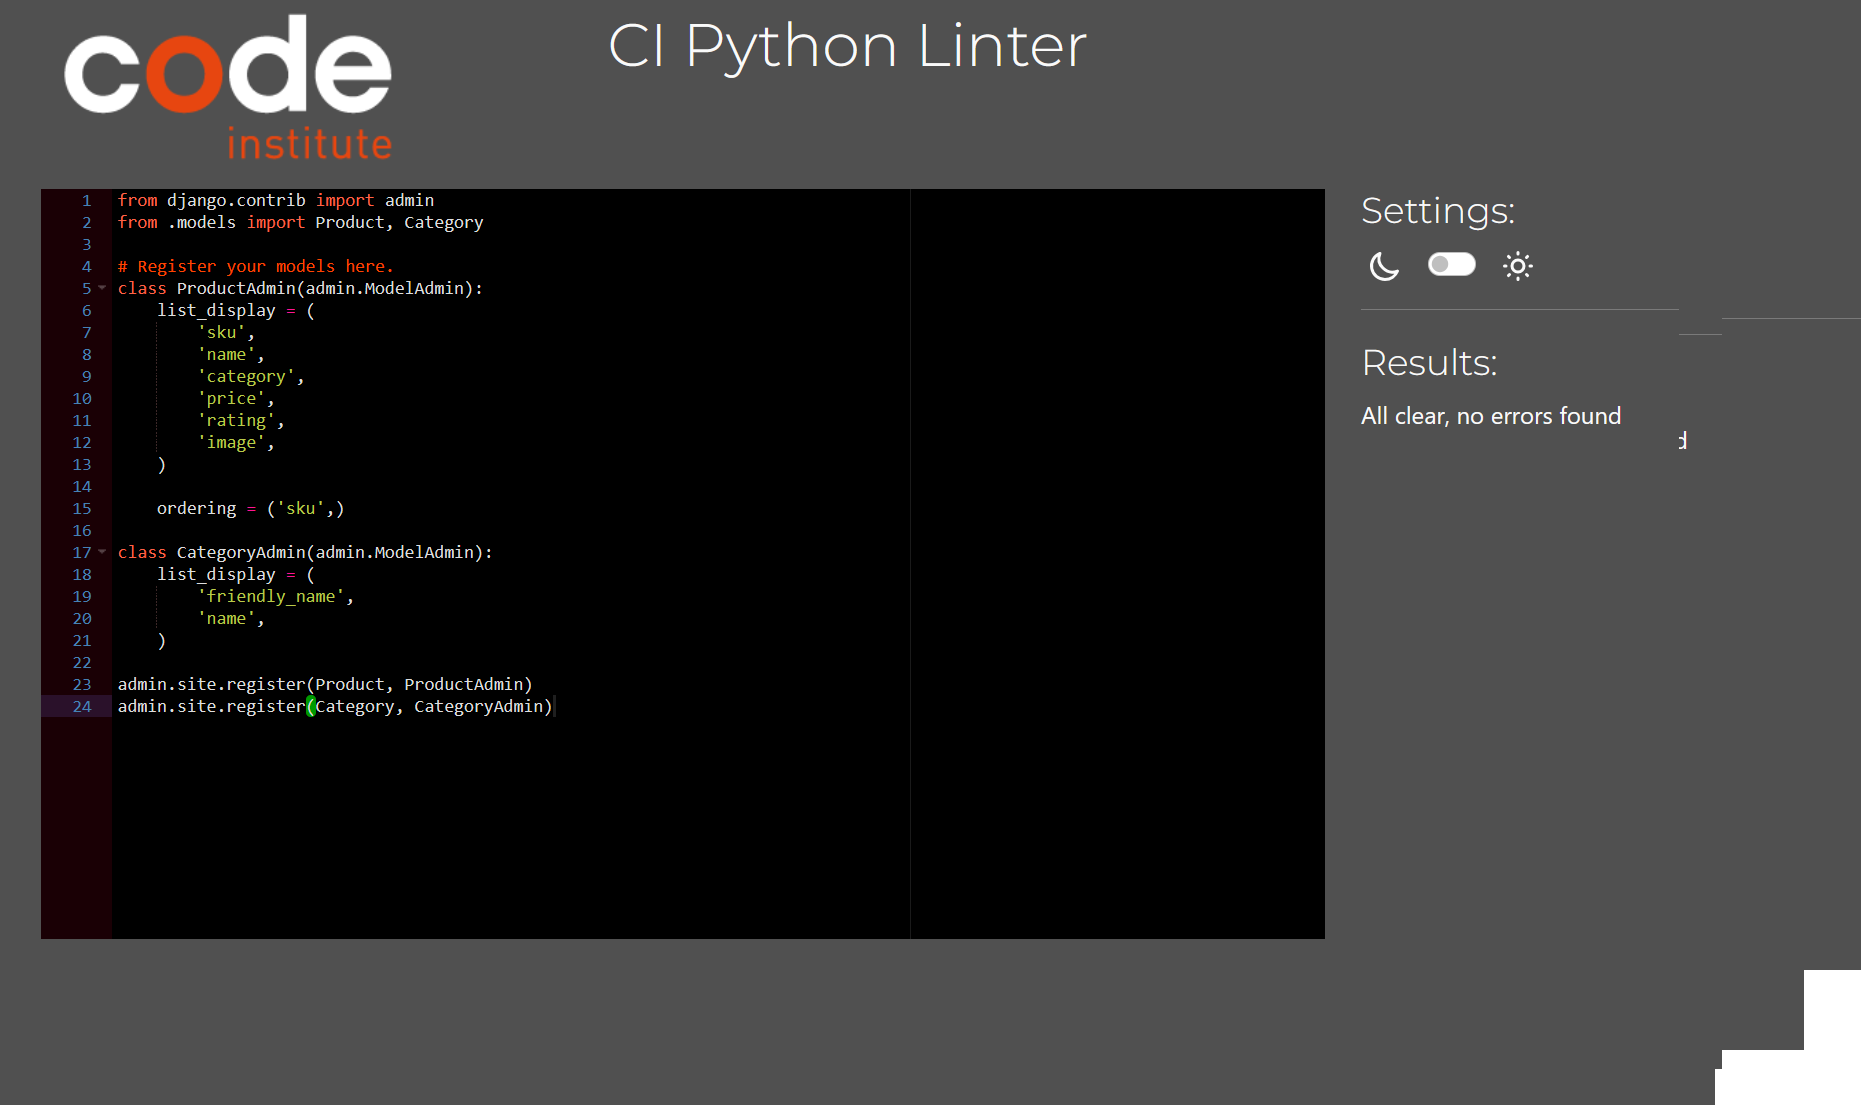 code
institute
CI Python Linter
1 from django.contrib import admin
2 from .models import Product, Category
3
4 # Register your models here.
5 class ProductAdmin(admin.ModelAdmin):
6     list_display = (
7         'sku',
8         'name',
9         'category',
10         'price',
11         'rating',
12         'image',
13     )
14
15     ordering = ('sku',)
16
17 class CategoryAdmin(admin.ModelAdmin):
18     list_display = (
19         'friendly_name',
20         'name',
21     )
22
23 admin.site.register(Product, ProductAdmin)
24 admin.site.register(Category, CategoryAdmin)
Settings:
Results:
All clear, no errors found
d